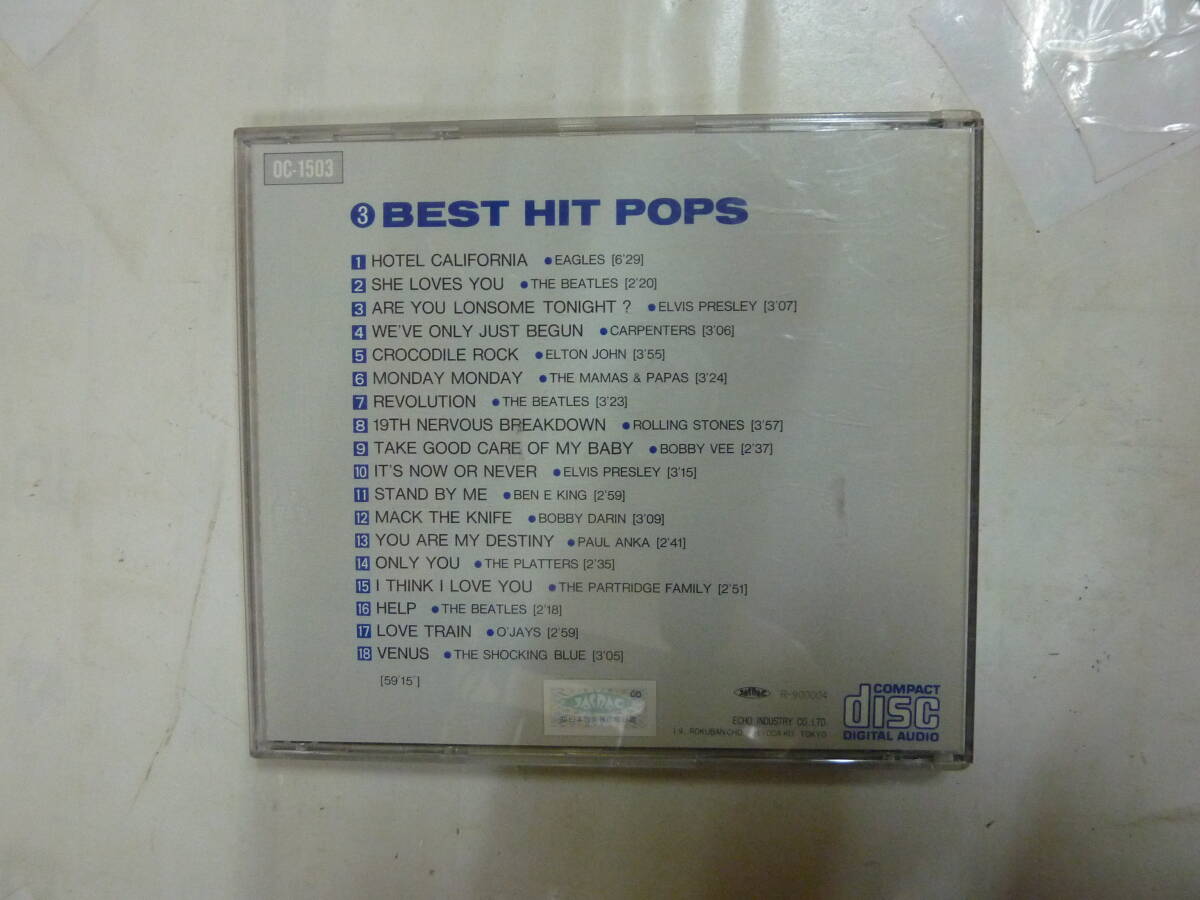 OC-1503
3 BEST HIT POPS
1 HOTEL CALIFORNIA ● EAGLES [6'29]
2 SHE LOVES YOU ● THE BEATLES [2'20]
3 ARE YOU LONSOME TONIGHT ? ● ELVIS PRESLEY [3'07]
4 WE'VE ONLY JUST BEGUN ● CARPENTERS [3'06]
5 CROCODILE ROCK ● ELTON JOHN [3'55]
6 MONDAY MONDAY ● THE MAMAS & PAPAS [3'24]
7 REVOLUTION ● THE BEATLES [3'23]
8 19TH NERVOUS BREAKDOWN ● ROLLING STONES [3'57]
9 TAKE GOOD CARE OF MY BABY ● BOBBY VEE [2'37]
10 IT'S NOW OR NEVER ● ELVIS PRESLEY [3'15]
11 STAND BY ME ● BEN E KING [2'59]
12 MACK THE KNIFE ● BOBBY DARIN [3'09]
13 YOU ARE MY DESTINY ● PAUL ANKA [2'41]
14 ONLY YOU ● THE PLATTERS [2'35]
15 I THINK I LOVE YOU ● THE PARTRIDGE FAMILY [2'51]
16 HELP ● THE BEATLES [2'18]
17 LOVE TRAIN ● O'JAYS [2'59]
18 VENUS ● THE SHOCKING BLUE [3'05]
[59'15"]
JASRAC
JASRAC R-900004
ECHO INDUSTRY CO.,LTD.
19, ROKUBANCHO, TOKYO
COMPACT
disc
DIGITAL AUDIO